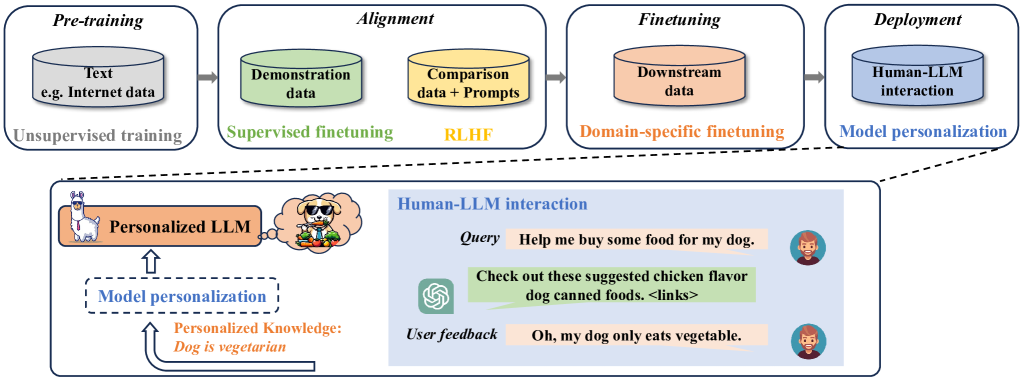 Pre-training
Text
e.g. Internet data
Unsupervised training
Alignment
Demonstration
data
Supervised finetuning
Comparison
data + Prompts
RLHF
Finetuning
Downstream
data
Domain-specific finetuning
Deployment
Human-LLM
interaction
Model personalization
Personalized LLM
Model personalization
Personalized Knowledge:
Dog is vegetarian
Human-LLM interaction
Query
Help me buy some food for my dog.
Check out these suggested chicken flavor
dog canned foods. <links>
User feedback
Oh, my dog only eats vegetable.